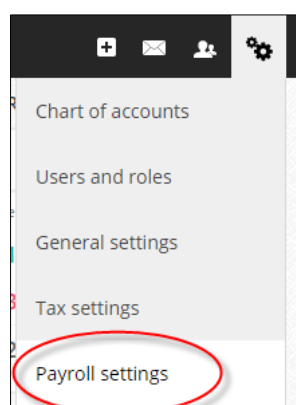 Chart of accounts
Users and roles
General settings
Tax settings
Payroll settings